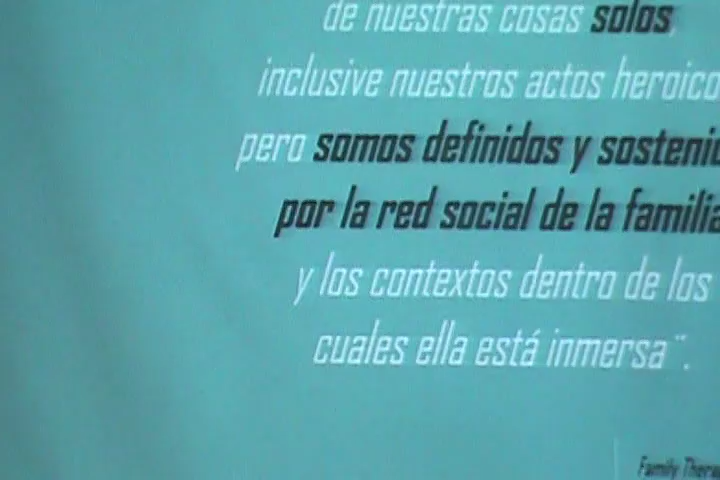 de nuestras cosas solos,
inclusive nuestros actos heroico
pero somos definidos y sosteni
por la red social de la familia
y los contextos dentro de los
cuales ella está inmersa¨.
Family Thera